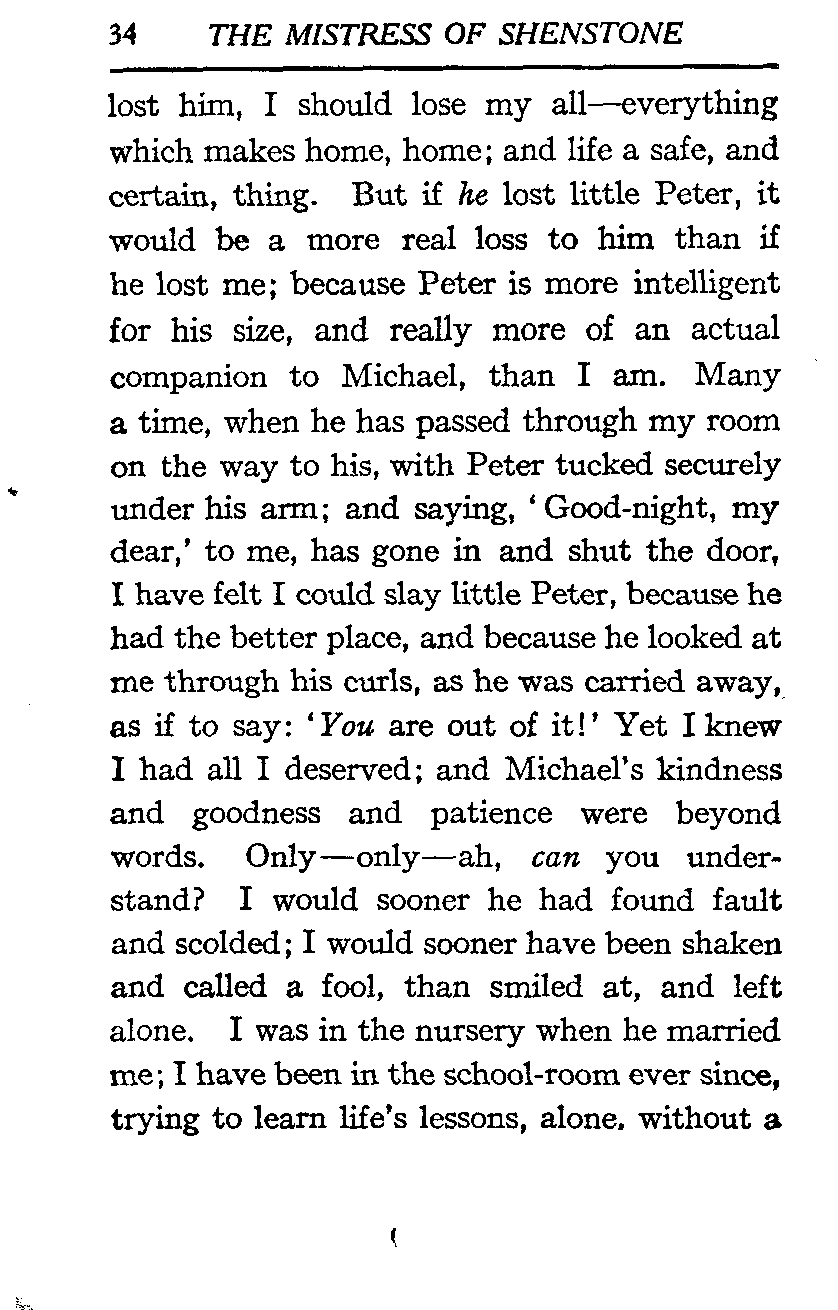 34 THE MISTRESS OF SHENSTONE
lost him, I should lose my all—everything
which makes home, home; and life a safe, and
certain, thing. But if he lost little Peter, it
would be a more real loss to him than if
he lost me; because Peter is more intelligent
for his size, and really more of an actual
companion to Michael, than I am. Many
a time, when he has passed through my room
on the way to his, with Peter tucked securely
under his arm; and saying, ‘Good-night, my
dear,’ to me, has gone in and shut the door,
I have felt I could slay little Peter, because he
had the better place, and because he looked at
me through his curls, as he was carried away,
as if to say: ‘You are out of it!’ Yet I knew
I had all I deserved; and Michael’s kindness
and goodness and patience were beyond
words. Only—only—ah, can you under-
stand? I would sooner he had found fault
and scolded; I would sooner have been shaken
and called a fool, than smiled at, and left
alone. I was in the nursery when he married
me; I have been in the school-room ever since,
trying to learn life’s lessons, alone. without a